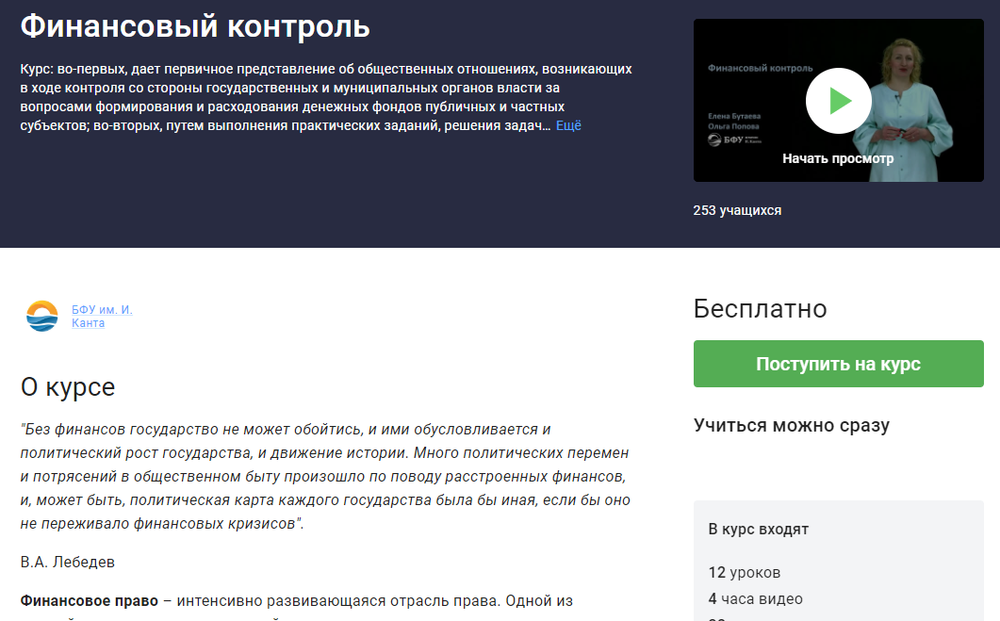 Финансовый контроль
Курс: во-первых, дает первичное представление об общественных отношениях, возникающих
в ходе контроля со стороны государственных и муниципальных органов власти за
вопросами формирования и расходования денежных фондов публичных и частных
субъектов; во-вторых, путем выполнения практических заданий, решения задач... Ещё
Финансовый контроль
Елена Бутаева
Ольга Попова
БФУ
Начать просмотр
253 учащихся
БФУ им. И.
Канта
О курсе
"Без финансов государство не может обойтись, и ими обусловливается и
политический рост государства, и движение истории. Много политических перемен
и потрясений в общественном быту произошло по поводу расстроенных финансов,
и, может быть, политическая карта каждого государства была бы иная, если бы оно
не переживало финансовых кризисов".
В.А. Лебедев
Финансовое право – интенсивно развивающаяся отрасль права. Одной из
Бесплатно
Поступить на курс
Учиться можно сразу
В курс входят
12 уроков
4 часа видео